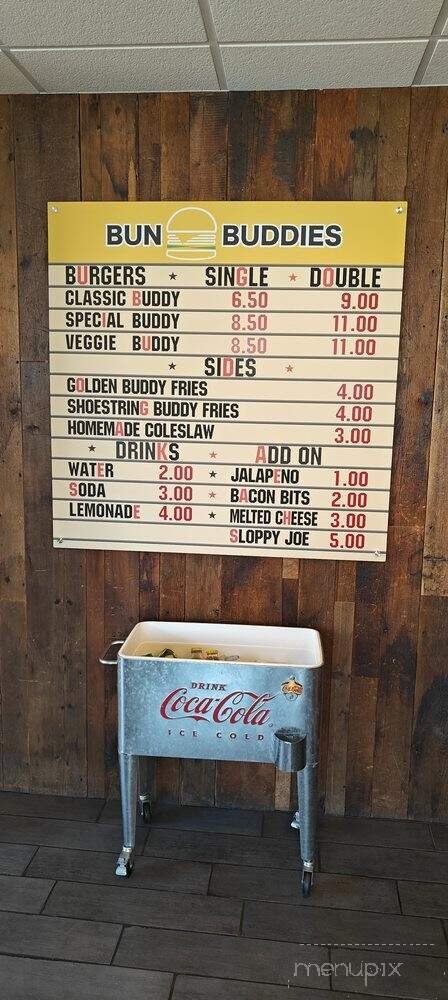 BUN BUDDIES
BURGERS ★ SINGLE ★ DOUBLE
CLASSIC BUDDY 6.50 9.00
SPECIAL BUDDY 8.50 11.00
VEGGIE BUDDY 8.50 11.00
★ SIDES ★
GOLDEN BUDDY FRIES 4.00
SHOESTRING BUDDY FRIES 4.00
HOMEMADE COLESLAW 3.00
★ DRINKS ★ ADD ON
WATER 2.00 ★ JALAPENO 1.00
SODA 3.00 ★ BACON BITS 2.00
LEMONADE 4.00 ★ MELTED CHEESE 3.00
SLOPPY JOE 5.00
DRINK
Coca-Cola
ICE COLD
menupix